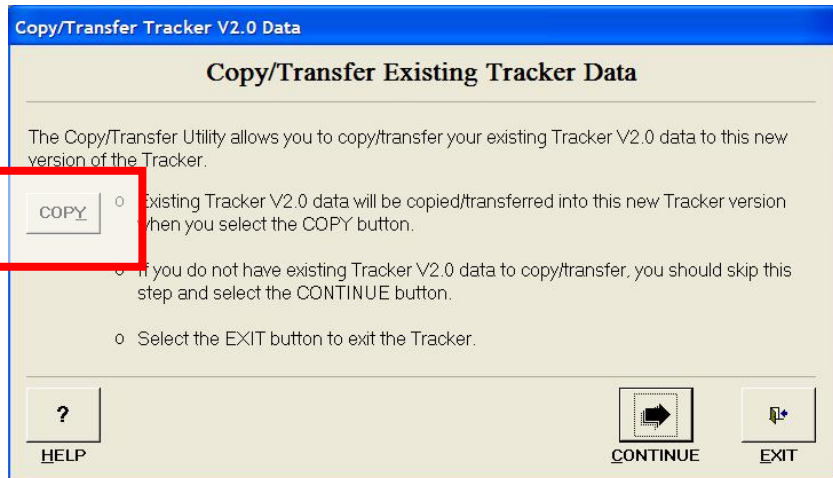 Copy/Transfer Tracker V2.0 Data
Copy/Transfer Existing Tracker Data
The Copy/Transfer Utility allows you to copy/transfer your existing Tracker V2.0 data to this new
version of the Tracker.
COPY
o Existing Tracker V2.0 data will be copied/transferred into this new Tracker version
when you select the COPY button.
o If you do not have existing Tracker V2.0 data to copy/transfer, you should skip this
step and select the CONTINUE button.
o Select the EXIT button to exit the Tracker.
?
HELP
CONTINUE
EXIT